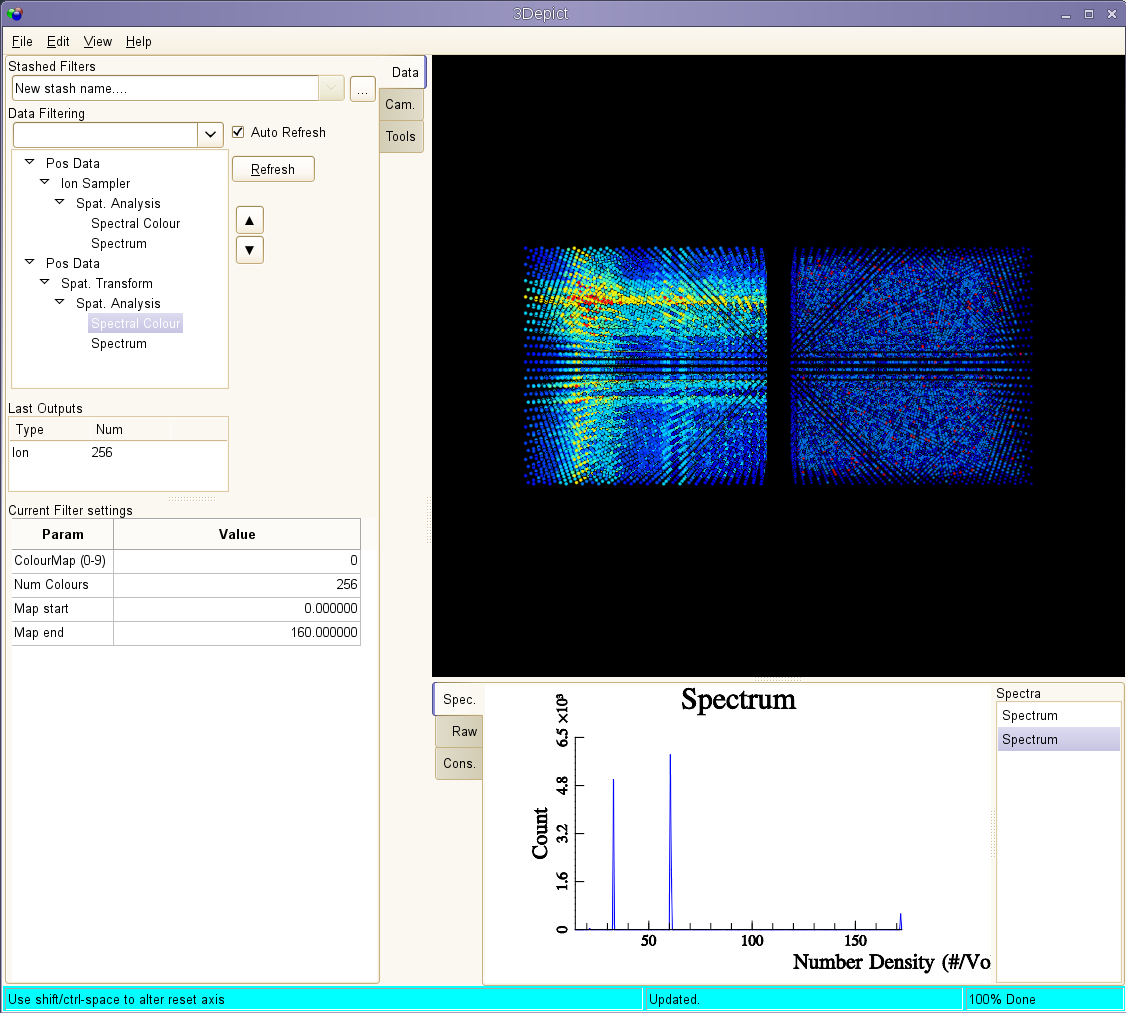 3Depict
File Edit View Help
Stashed Filters
New stash name....
...
Data
Cam.
Tools
Data Filtering
Auto Refresh
Refresh
Pos Data
Ion Sampler
Spat. Analysis
Spectral Colour
Spectrum
Pos Data
Spat. Transform
Spat. Analysis
Spectral Colour
Spectrum
Last Outputs
Type Num
Ion 256
Current Filter settings
Param Value
ColourMap (0-9) 0
Num Colours 256
Map start 0.000000
Map end 160.000000
Spec.
Raw
Cons.
Spectrum
Count
0 1.6 3.2 4.8 6.5 ×10³
50 100 150
Number Density (#/Vo
Spectra
Spectrum
Spectrum
Use shift/ctrl-space to alter reset axis
Updated.
100% Done